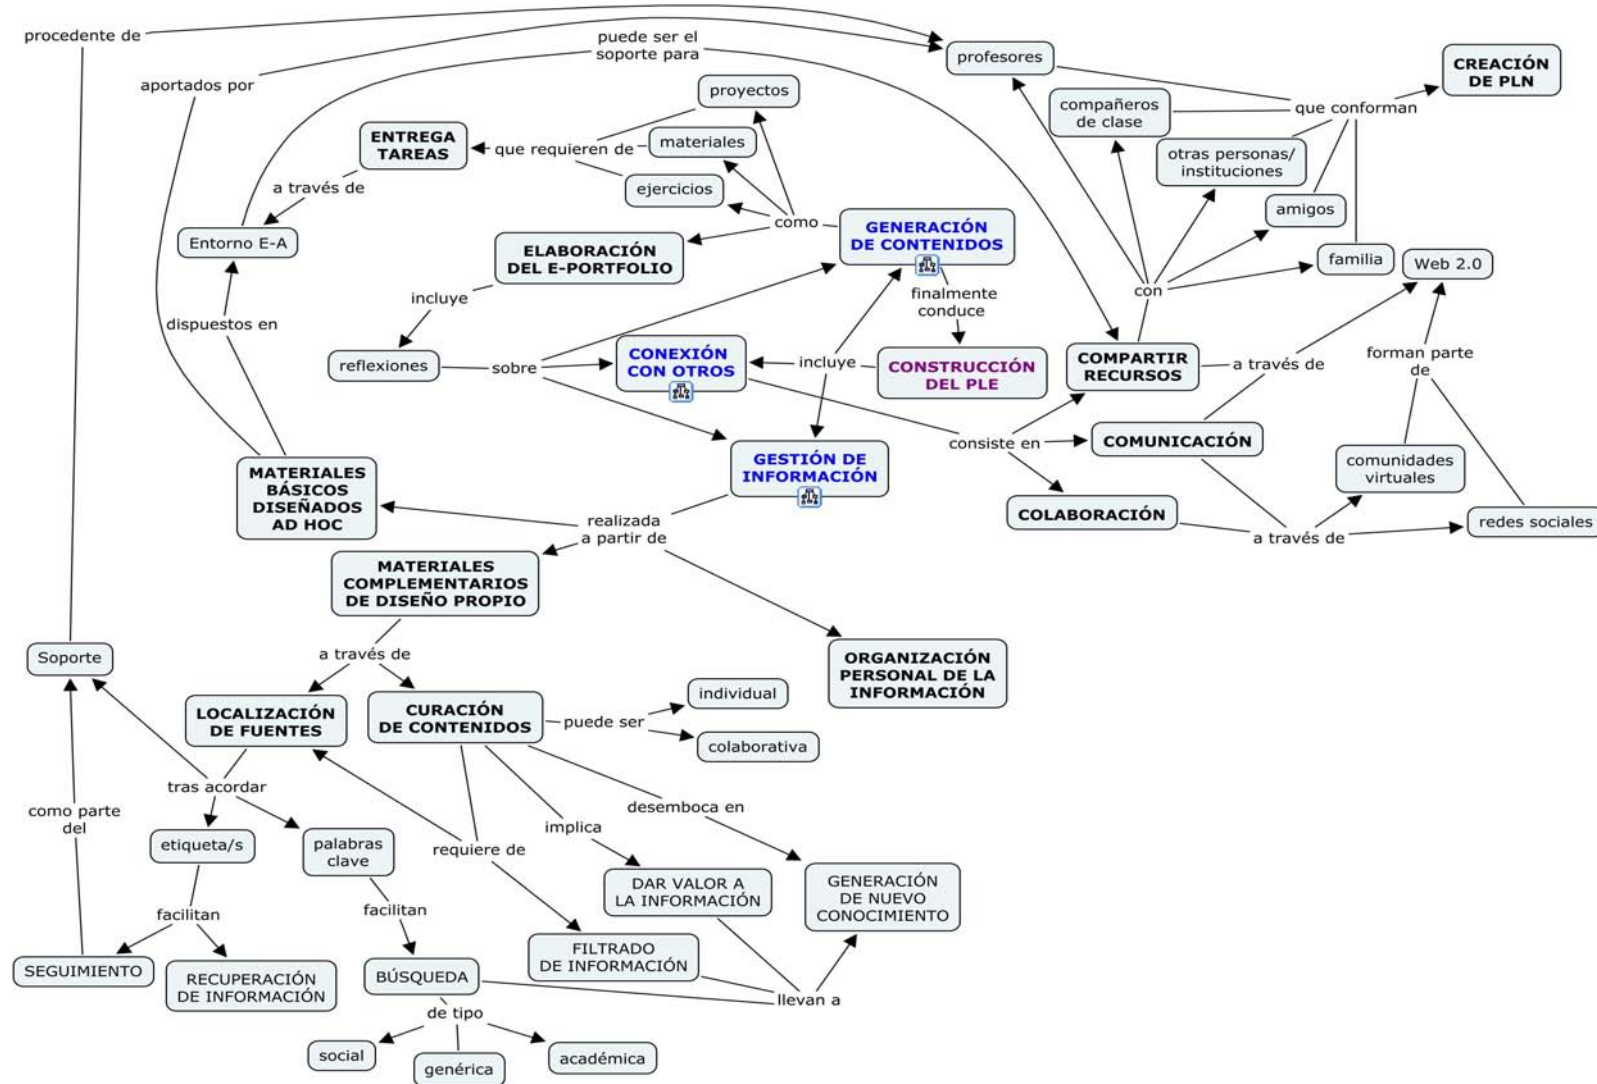 procedente de
puede ser el
soporte para
profesores
CREACIÓN
DE PLN
aportados por
proyectos
compañeros
de clase
que conforman
ENTREGA
TAREAS
que requieren de
materiales
otras personas/
instituciones
a través de
ejercicios
amigos
Entorno E-A
ELABORACIÓN
DEL E-PORTFOLIO
como
GENERACIÓN
DE CONTENIDOS
familia
Web 2.0
con
incluye
finalmente
conduce
dispuestos en
reflexiones
sobre
CONEXIÓN
CON OTROS
incluye
CONSTRUCCIÓN
DEL PLE
COMPARTIR
RECURSOS
a través de
forman parte
de
consiste en
COMUNICACIÓN
MATERIALES
BÁSICOS
DISEÑADOS
AD HOC
GESTIÓN DE
INFORMACIÓN
comunidades
virtuales
COLABORACIÓN
a través de
redes sociales
realizada
a partir de
MATERIALES
COMPLEMENTARIOS
DE DISEÑO PROPIO
Soporte
a través de
ORGANIZACIÓN
PERSONAL DE LA
INFORMACIÓN
LOCALIZACIÓN
DE FUENTES
CURACIÓN
DE CONTENIDOS
puede ser
individual
colaborativa
tras acordar
como parte
del
desemboca en
etiqueta/s
palabras
clave
requiere de
implica
DAR VALOR A
LA INFORMACIÓN
GENERACIÓN
DE NUEVO
CONOCIMIENTO
facilitan
facilitan
SEGUIMIENTO
RECUPERACIÓN
DE INFORMACIÓN
BÚSQUEDA
FILTRADO
DE INFORMACIÓN
llevan a
de tipo
social
genérica
académica